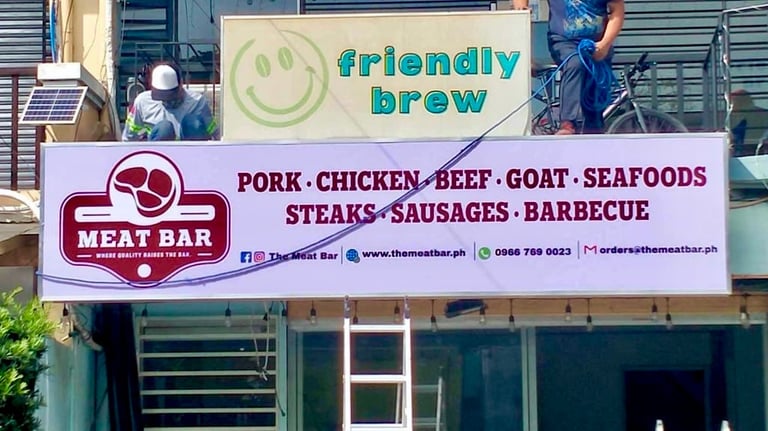 friendly
brew
PORK · CHICKEN · BEEF · GOAT · SEAFOODS
STEAKS · SAUSAGES · BARBECUE
MEAT BAR
WHERE QUALITY RAISES THE BAR.
The Meat Bar
www.themeatbar.ph
0966 769 0023
orders@themeatbar.ph